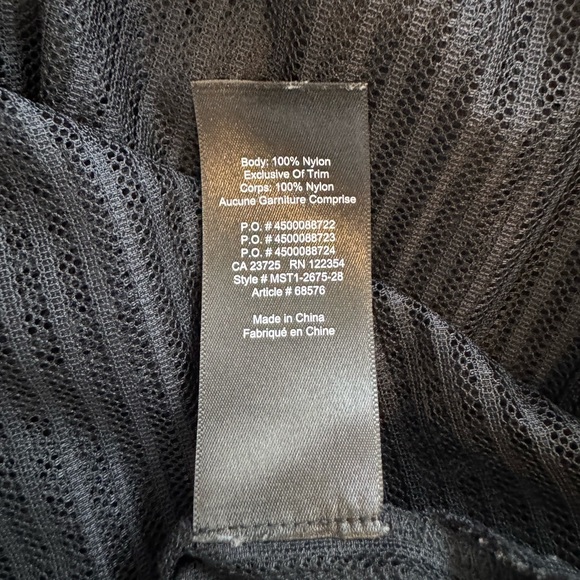 Body: 100% Nylon
Exclusive Of Trim
Corps: 100% Nylon
Aucune Garniture Comprise
P.O. # 4500088722
P.O. # 4500088723
P.O. # 4500088724
CA 23725 RN 122354
Style # MST1-2675-28
Article # 68576
Made in China
Fabriqué en Chine